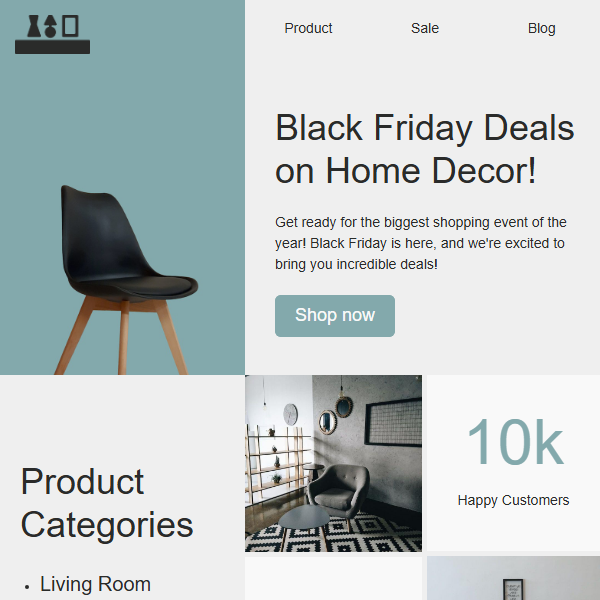 Product Sale Blog
Black Friday Deals
on Home Decor!
Get ready for the biggest shopping event of the
year! Black Friday is here, and we're excited to
bring you incredible deals!
Shop now
Product
Categories
Living Room
10k
Happy Customers